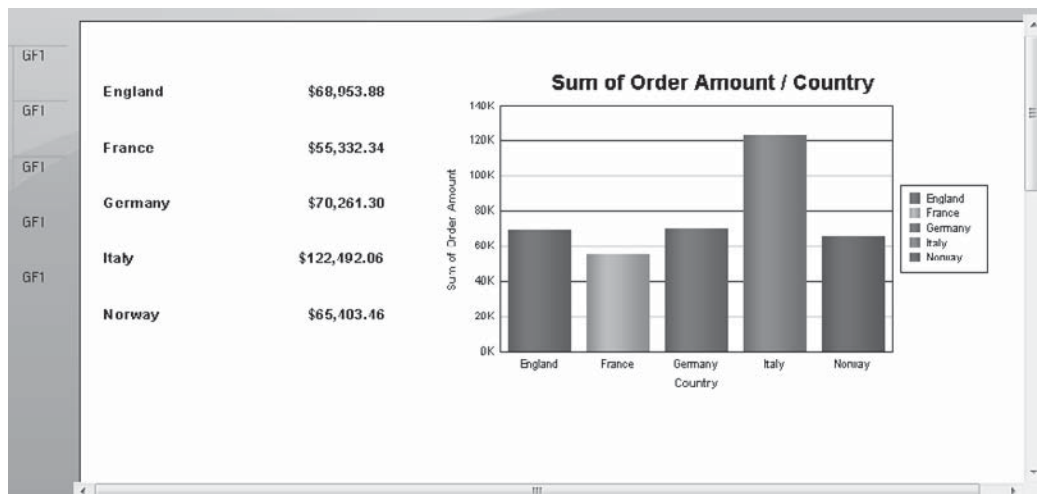 GF1
GF1
GF1
GF1
GF1
England $68,953.88
France $55,332.34
Germany $70,261.30
Italy $122,492.06
Norway $65,403.46
Sum of Order Amount / Country
Sum of Order Amount
140K
120K
100K
80K
60K
40K
20K
0K
England France Germany Italy Norway
Country
England
France
Germany
Italy
Norway